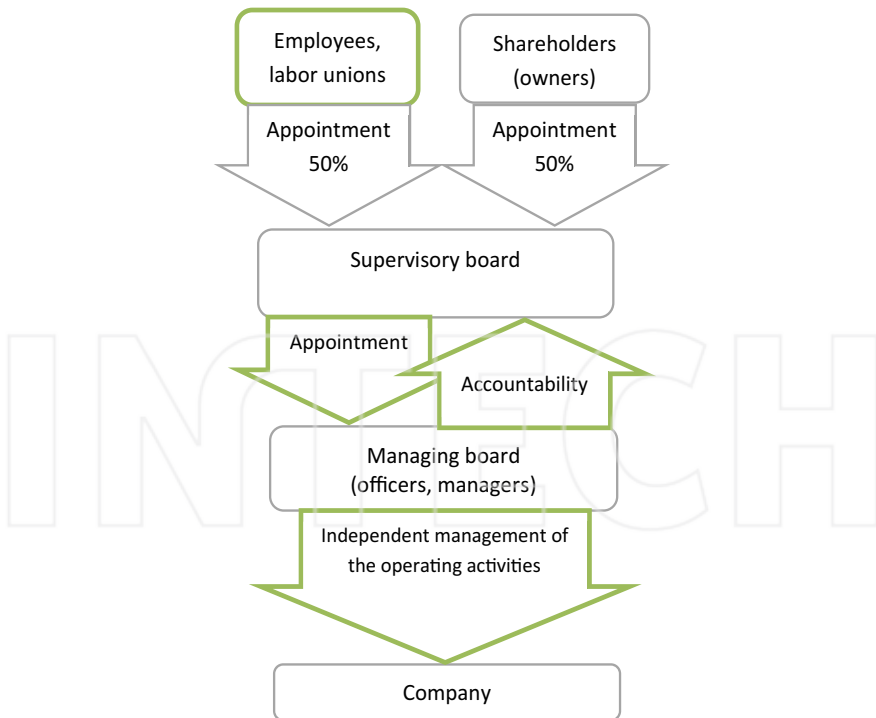 Employees,
labor unions
Shareholders
(owners)
Appointment
50%
Appointment
50%
Supervisory board
Appointment
Accountability
Managing board
(officers, managers)
Independent management of
the operating activities
Company
INTECH